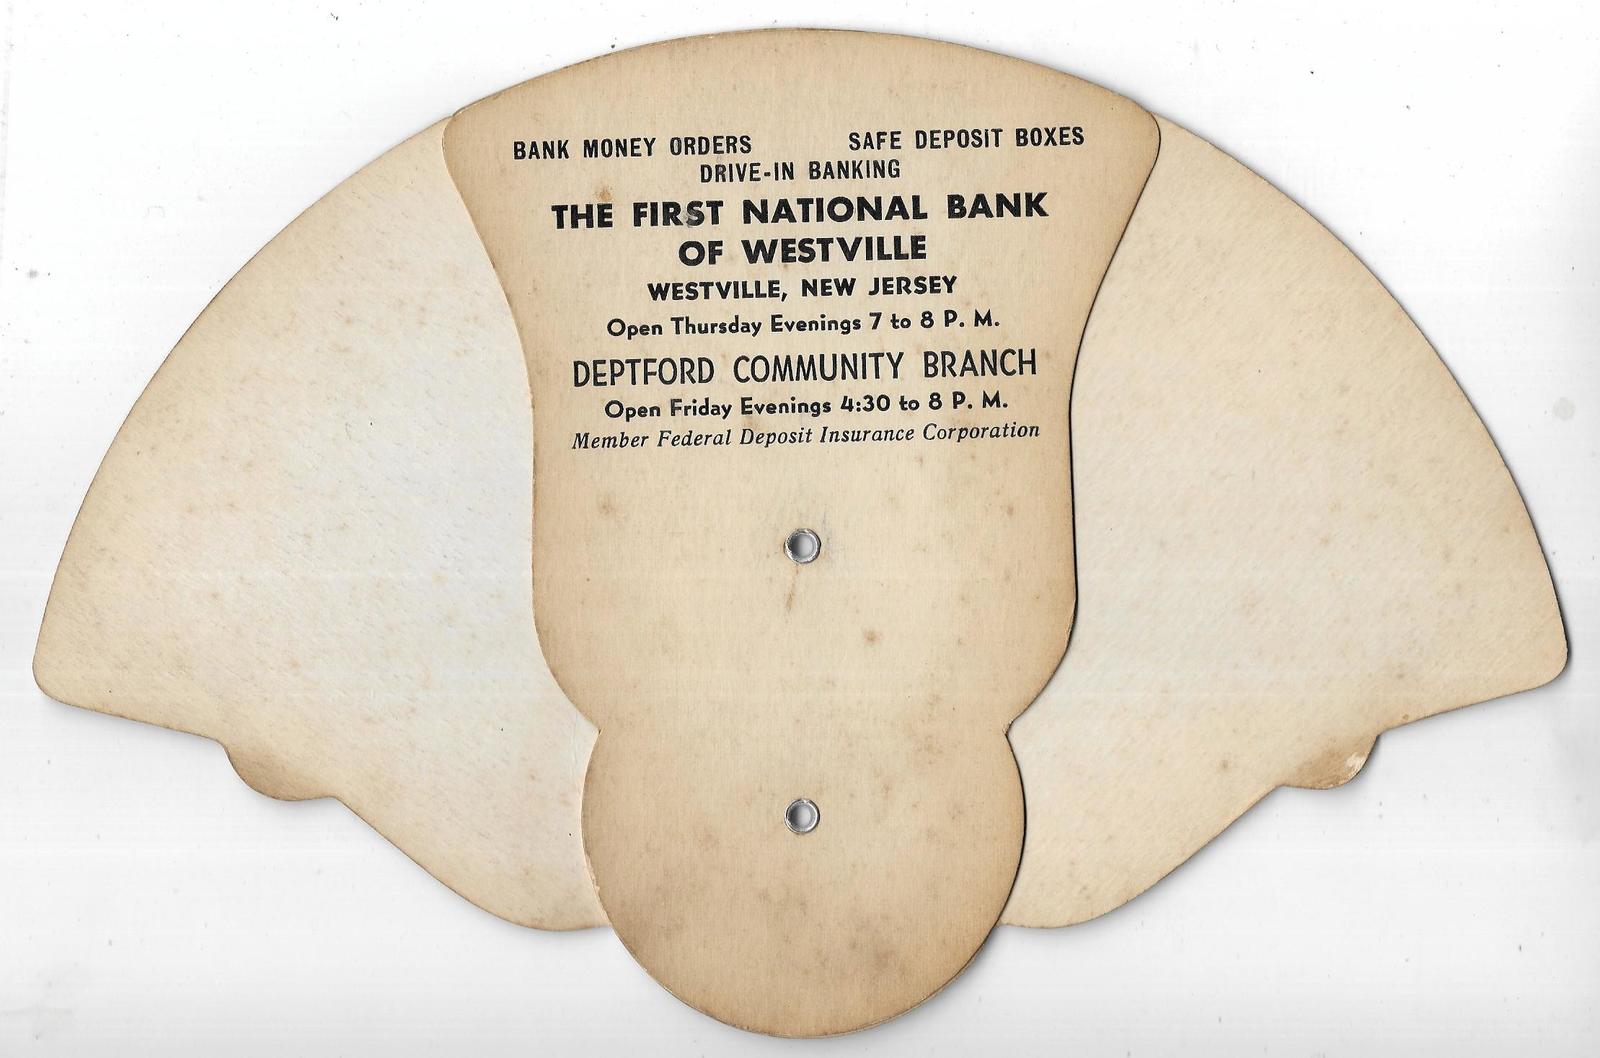 BANK MONEY ORDERS SAFE DEPOSIT BOXES
DRIVE-IN BANKING
THE FIRST NATIONAL BANK
OF WESTVILLE
WESTVILLE, NEW JERSEY
Open Thursday Evenings 7 to 8 P. M.
DEPTFORD COMMUNITY BRANCH
Open Friday Evenings 4:30 to 8 P. M.
Member Federal Deposit Insurance Corporation